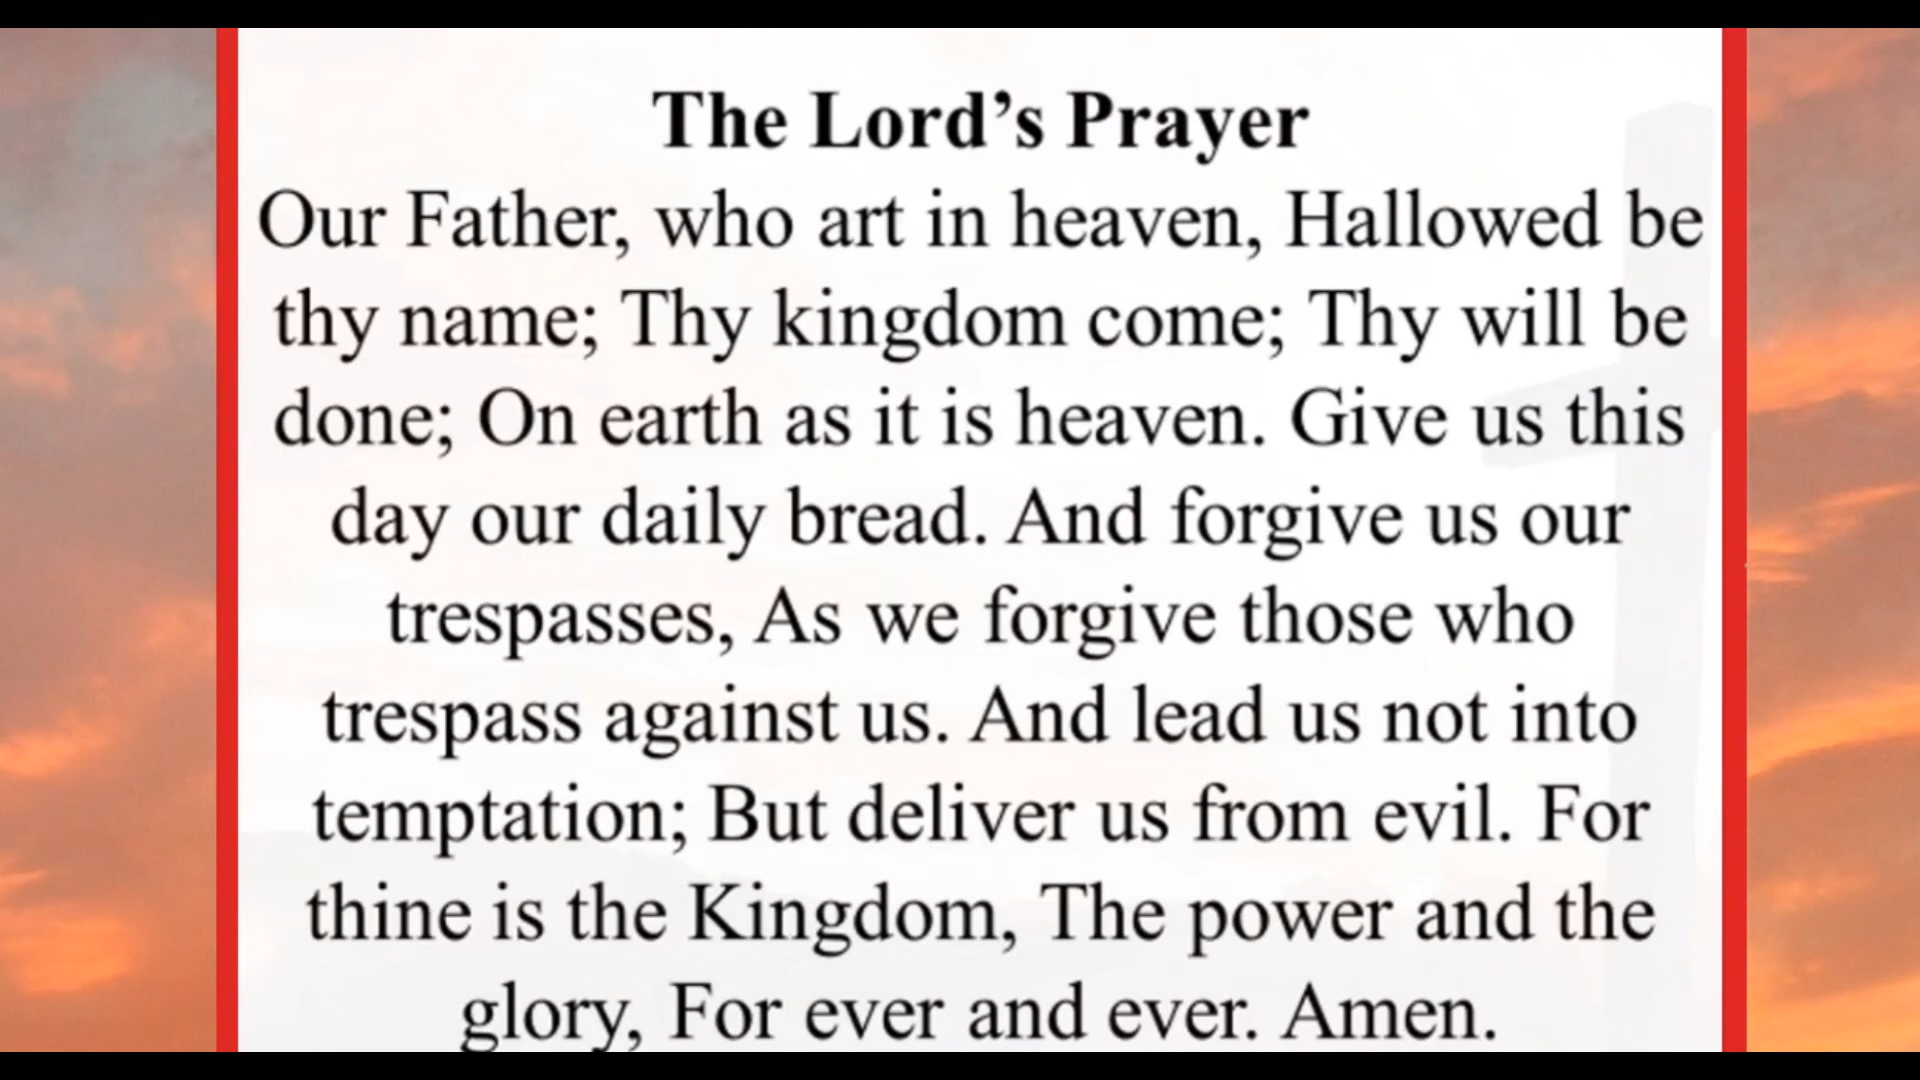 The Lord’s Prayer
Our Father, who art in heaven, Hallowed be
thy name; Thy kingdom come; Thy will be
done; On earth as it is heaven. Give us this
day our daily bread. And forgive us our
trespasses, As we forgive those who
trespass against us. And lead us not into
temptation; But deliver us from evil. For
thine is the Kingdom, The power and the
glory, For ever and ever. Amen.